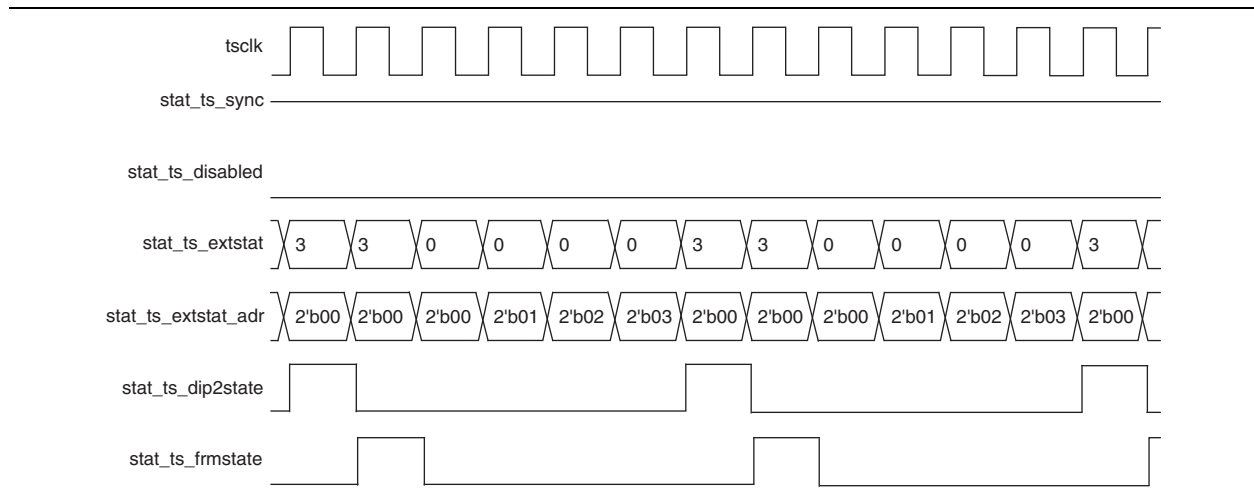 tsclk
stat_ts_sync
stat_ts_disabled
stat_ts_extstat 3 3 0 0 0 0 3 3 0 0 0 0 3
stat_ts_extstat_adr 2'b00 2'b00 2'b00 2'b01 2'b02 2'b03 2'b00 2'b00 2'b00 2'b01 2'b02 2'b03 2'b00
stat_ts_dip2state
stat_ts_frmstate